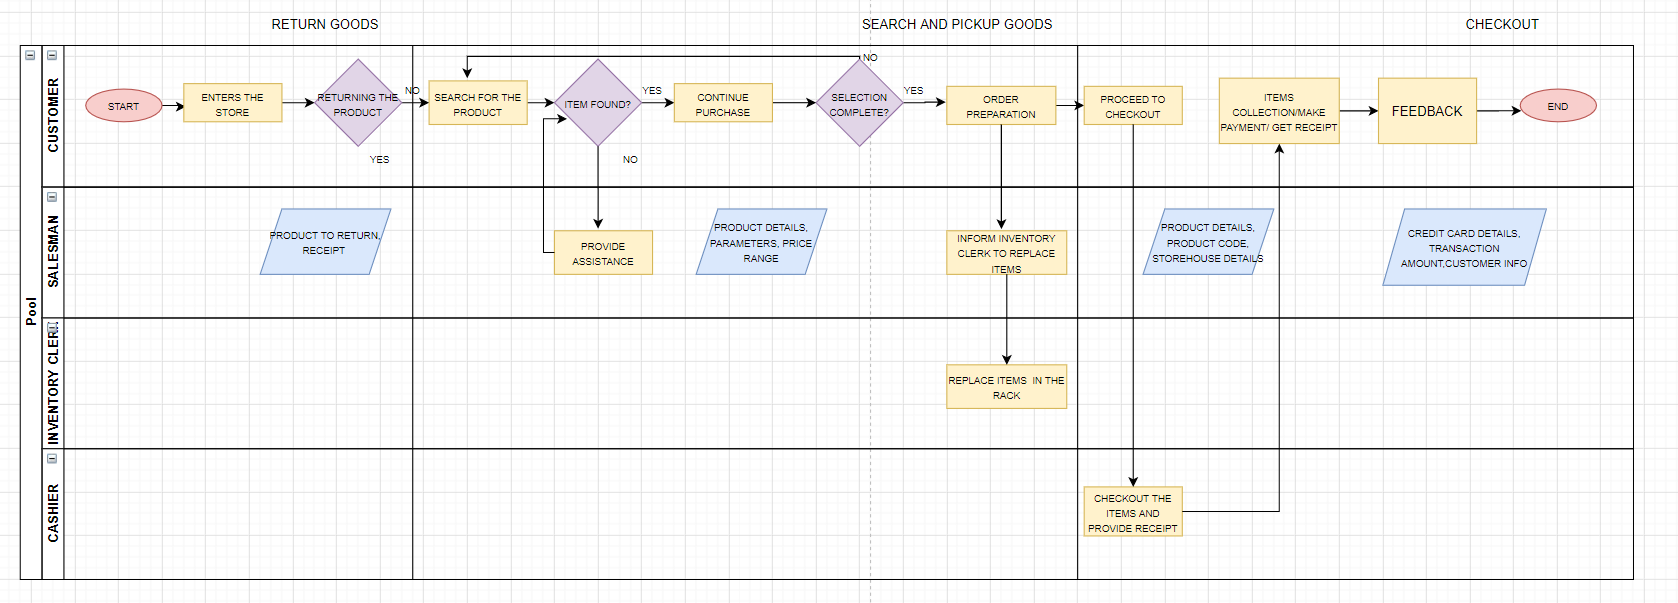 RETURN GOODS
SEARCH AND PICKUP GOODS
CHECKOUT
Pool
CUSTOMER
START
ENTERS THE
STORE
RETURNING THE
PRODUCT
NO
YES
SEARCH FOR THE
PRODUCT
ITEM FOUND?
YES
NO
CONTINUE
PURCHASE
SELECTION
COMPLETE?
NO
YES
ORDER
PREPARATION
PROCEED TO
CHECKOUT
ITEMS
COLLECTION/MAKE
PAYMENT/ GET RECEIPT
FEEDBACK
END
SALESMAN
PRODUCT TO RETURN,
RECEIPT
PROVIDE
ASSISTANCE
PRODUCT DETAILS,
PARAMETERS, PRICE
RANGE
INFORM INVENTORY
CLERK TO REPLACE
ITEMS
PRODUCT DETAILS,
PRODUCT CODE,
STOREHOUSE DETAILS
CREDIT CARD DETAILS,
TRANSACTION
AMOUNT,CUSTOMER INFO
INVENTORY
REPLACE ITEMS  IN THE
RACK
CASHIER
CHECKOUT THE
ITEMS AND
PROVIDE RECEIPT